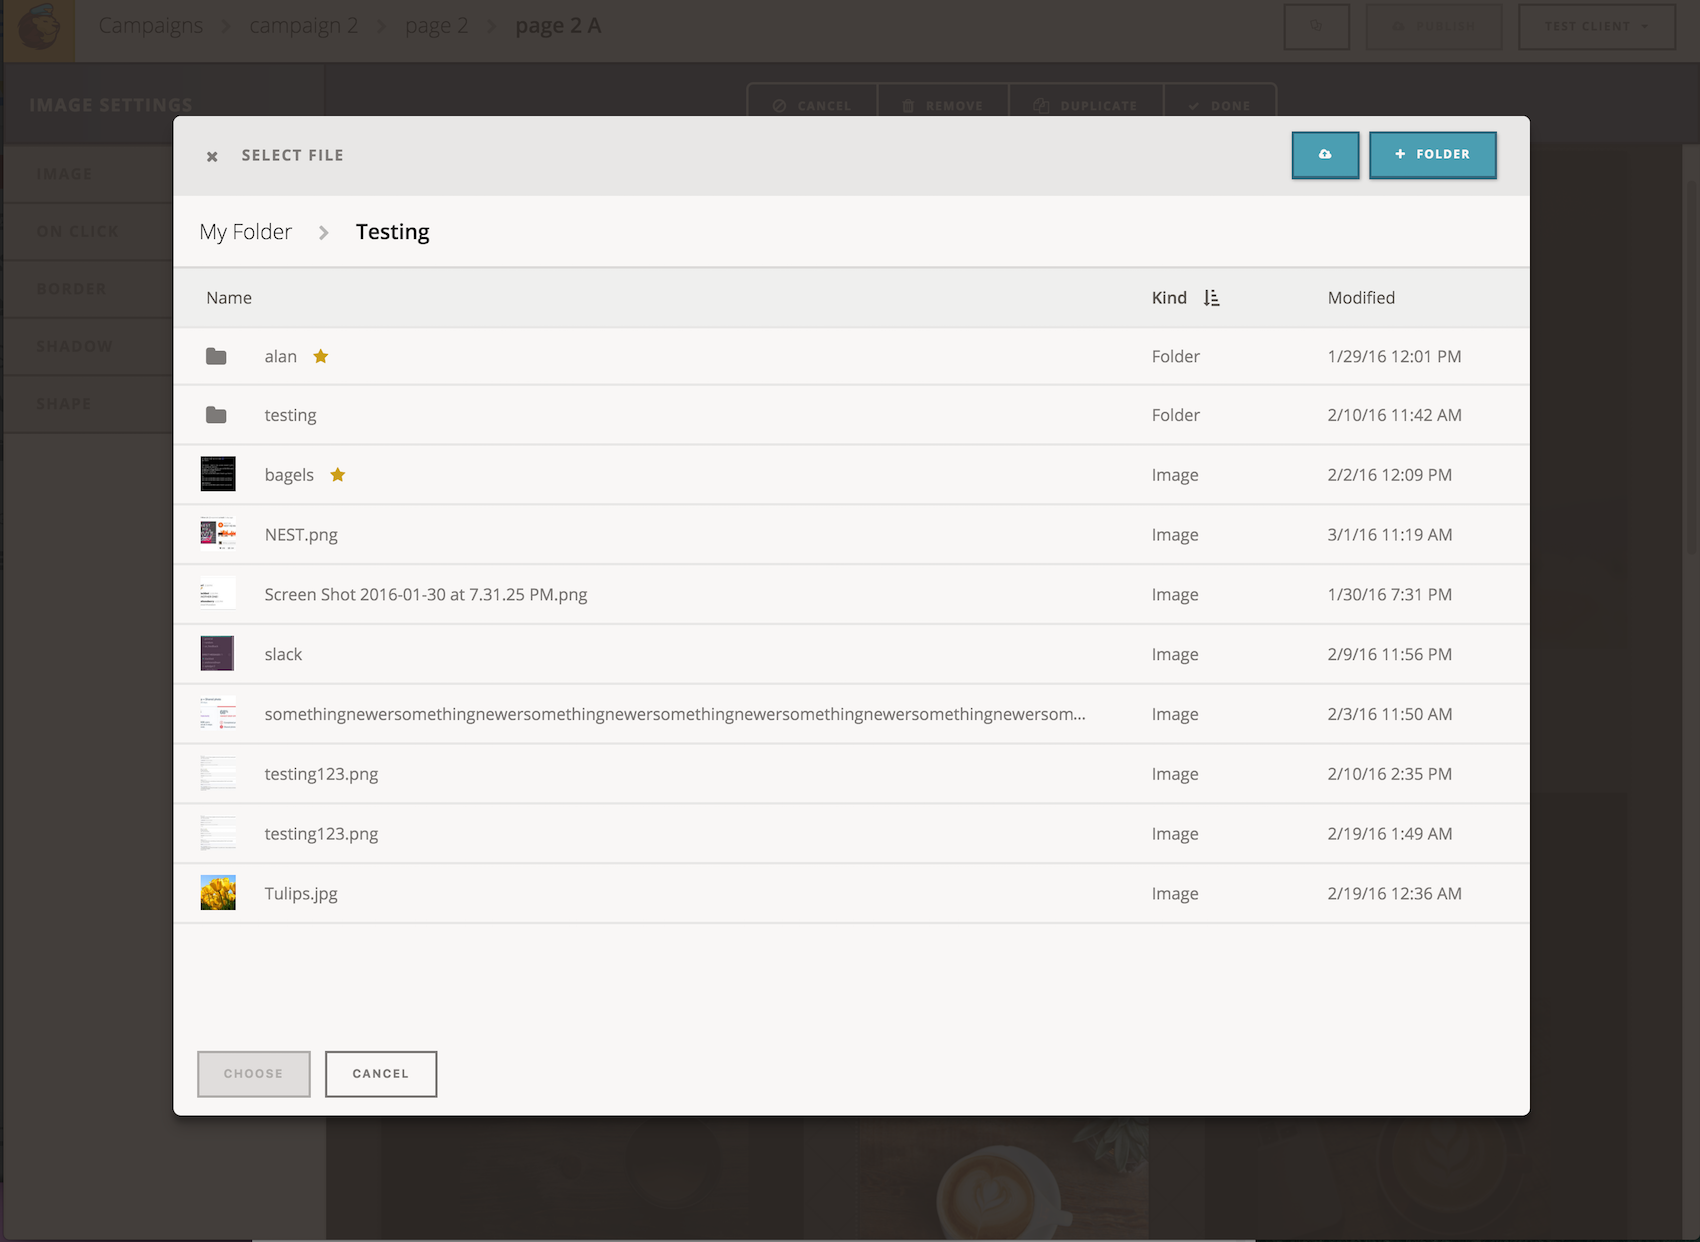 Campaigns campaign 2 page 2 page 2 A
PUBLISH
TEST CLIENT
IMAGE SETTINGS
CANCEL REMOVE DUPLICATE DONE
IMAGE
ON CLICK
BORDER
SHADOW
SHAPE
SELECT FILE
+ FOLDER
My Folder Testing
Name Kind Modified
alan Folder 1/29/16 12:01 PM
testing Folder 2/10/16 11:42 AM
bagels Image 2/2/16 12:09 PM
NEST.png Image 3/1/16 11:19 AM
Screen Shot 2016-01-30 at 7.31.25 PM.png Image 1/30/16 7:31 PM
slack Image 2/9/16 11:56 PM
somethingnewersomethingnewersomethingnewersomethingnewersomethingnewersomethingnewersom... Image 2/3/16 11:50 AM
testing123.png Image 2/10/16 2:35 PM
testing123.png Image 2/19/16 1:49 AM
Tulips.jpg Image 2/19/16 12:36 AM
CHOOSE CANCEL